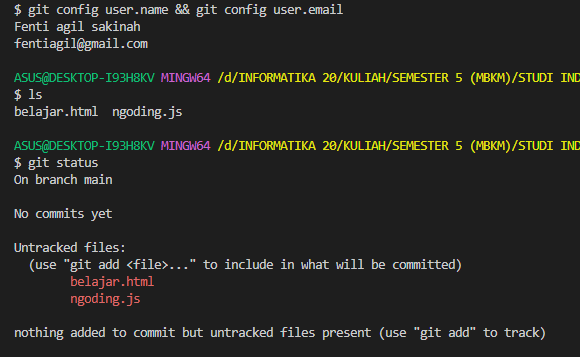 $ git config user.name && git config user.email
Fenti agil sakinah
fentiagil@gmail.com
ASUS@DESKTOP-I93H8KV MINGW64 /d/INFORMATIKA 20/KULIAH/SEMESTER 5 (MBKM)/STUDI IND
$ ls
belajar.html  ngoding.js
ASUS@DESKTOP-I93H8KV MINGW64 /d/INFORMATIKA 20/KULIAH/SEMESTER 5 (MBKM)/STUDI IND
$ git status
On branch main
No commits yet
Untracked files:
  (use "git add <file>..." to include in what will be committed)
        belajar.html
        ngoding.js
nothing added to commit but untracked files present (use "git add" to track)